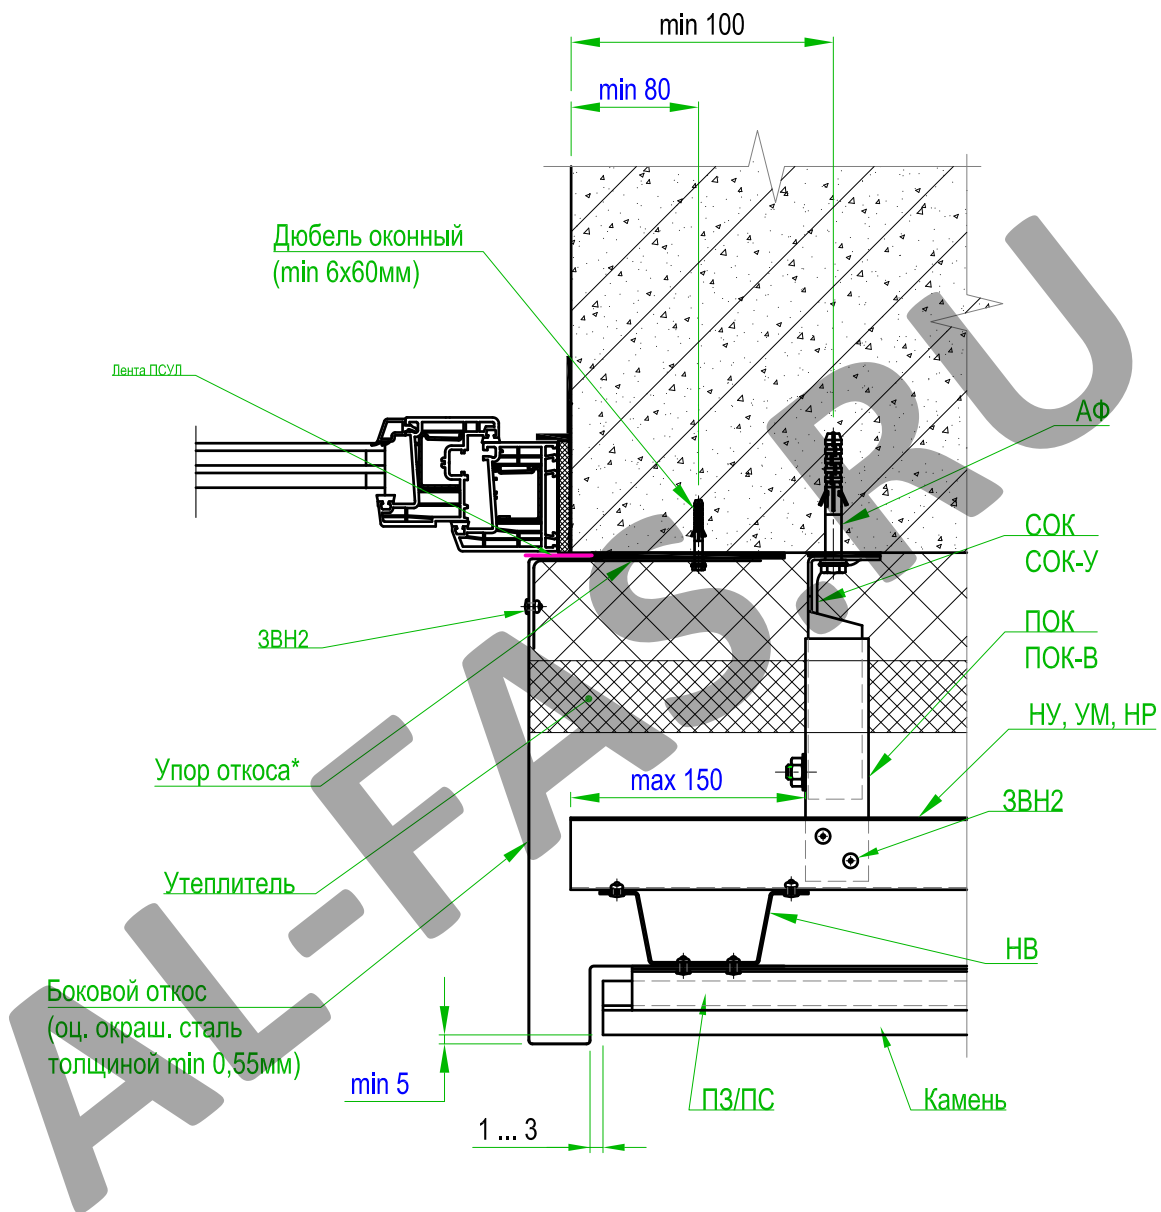 min 100
min 80
Дюбель оконный
(min 6х60мм)
Лента ПСУЛ
АФ
СОК
СОК-У
ЗВН2
ПОК
ПОК-В
НУ, УМ, НР
Упор откоса*
max 150
ЗВН2
Утеплитель
НВ
Боковой откос
(оц. окраш. сталь
толщиной min 0,55мм)
min 5
ПЗ/ПС
Камень
1 ... 3
AL-FAS.RU